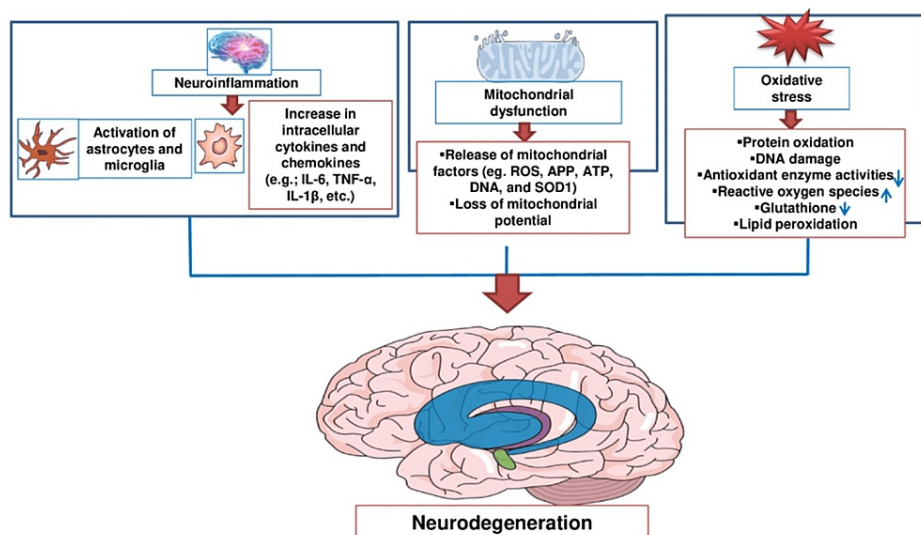 Neuroinflammation
Activation of
astrocytes and
microglia
Increase in
intracellular
cytokines and
chemokines
(e.g.; IL-6, TNF-α,
IL-1β, etc.)
Mitochondrial
dysfunction
▪Release of mitochondrial
factors (eg. ROS, APP, ATP,
DNA, and SOD1)
▪Loss of mitochondrial
potential
Oxidative
stress
▪Protein oxidation
▪DNA damage
Antioxidant enzyme activities↓
▪Reactive oxygen species ↑
▪Glutathione↓
▪Lipid peroxidation
Neurodegeneration